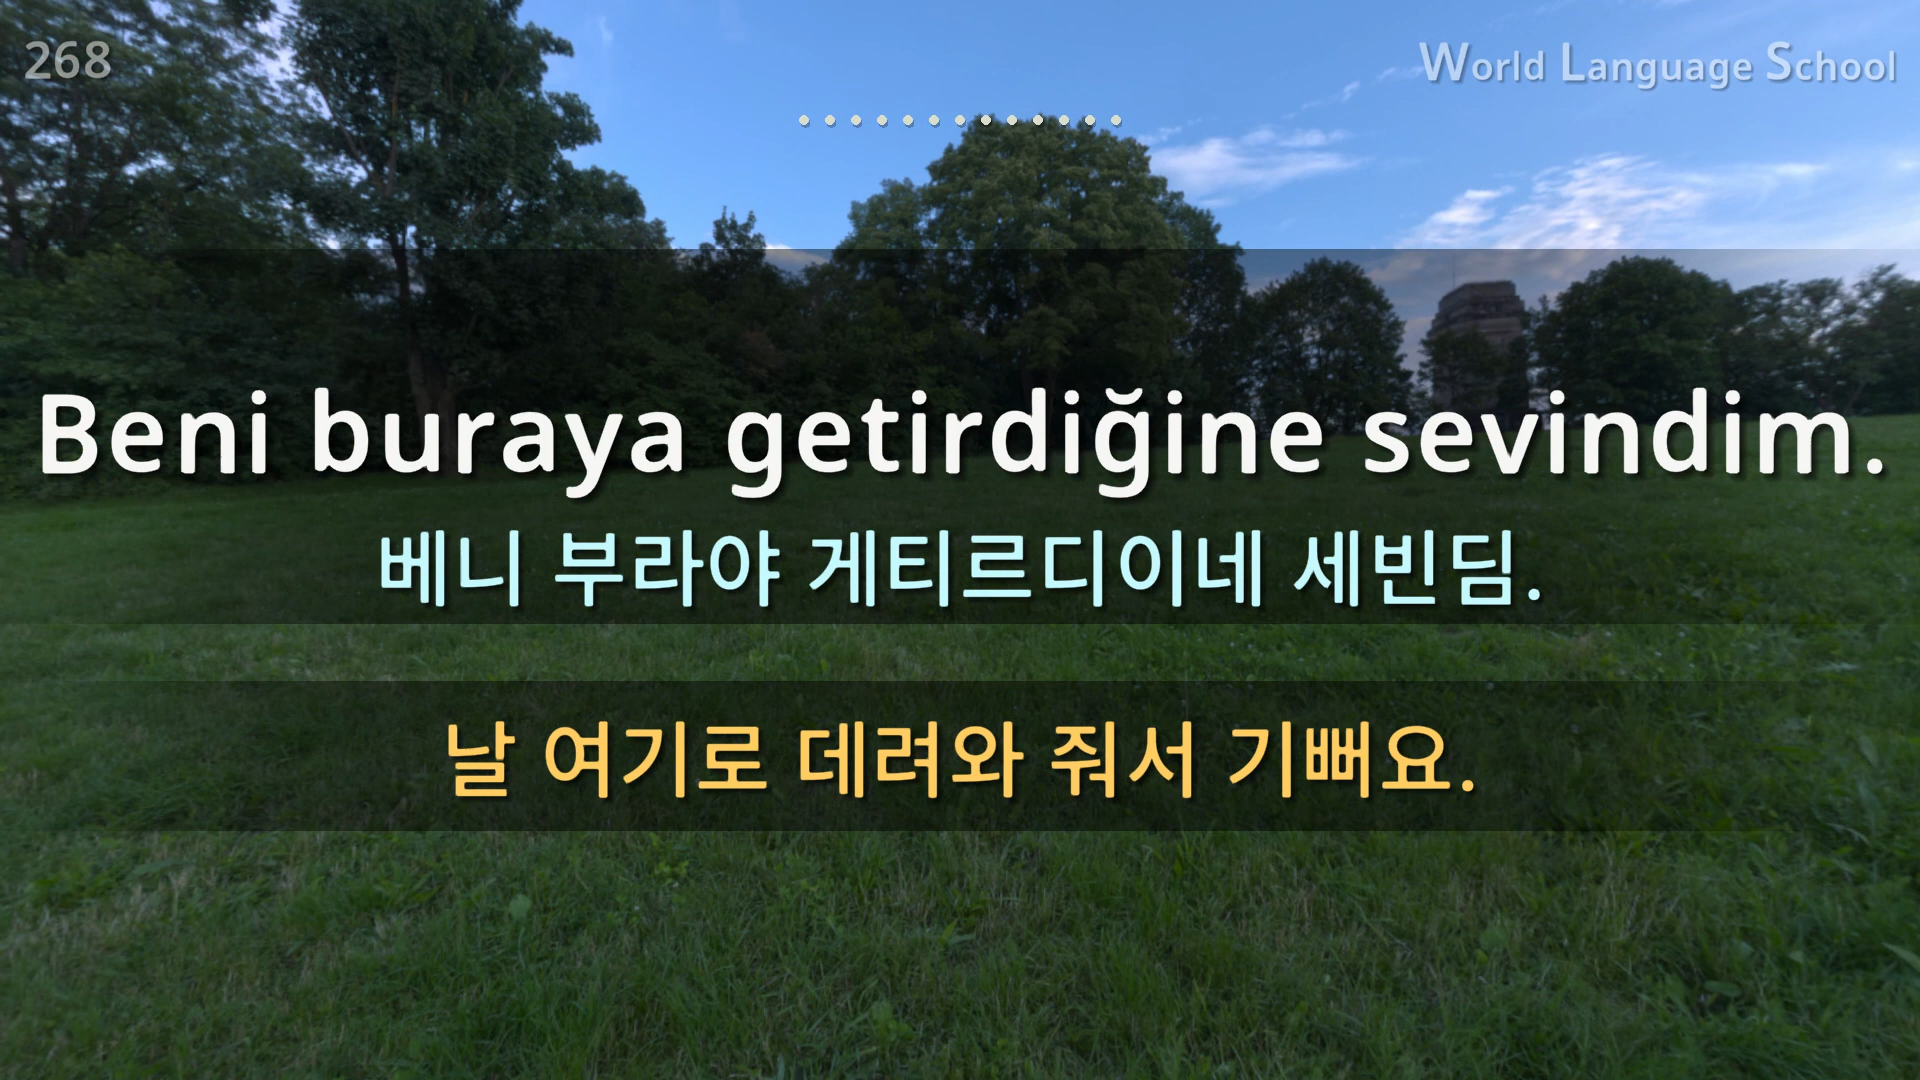 268
World Language School
Beni buraya getirdiğine sevindim.
베니 부라야 게티르디이네 세빈딤.
날 여기로 데려와 줘서 기뻐요.